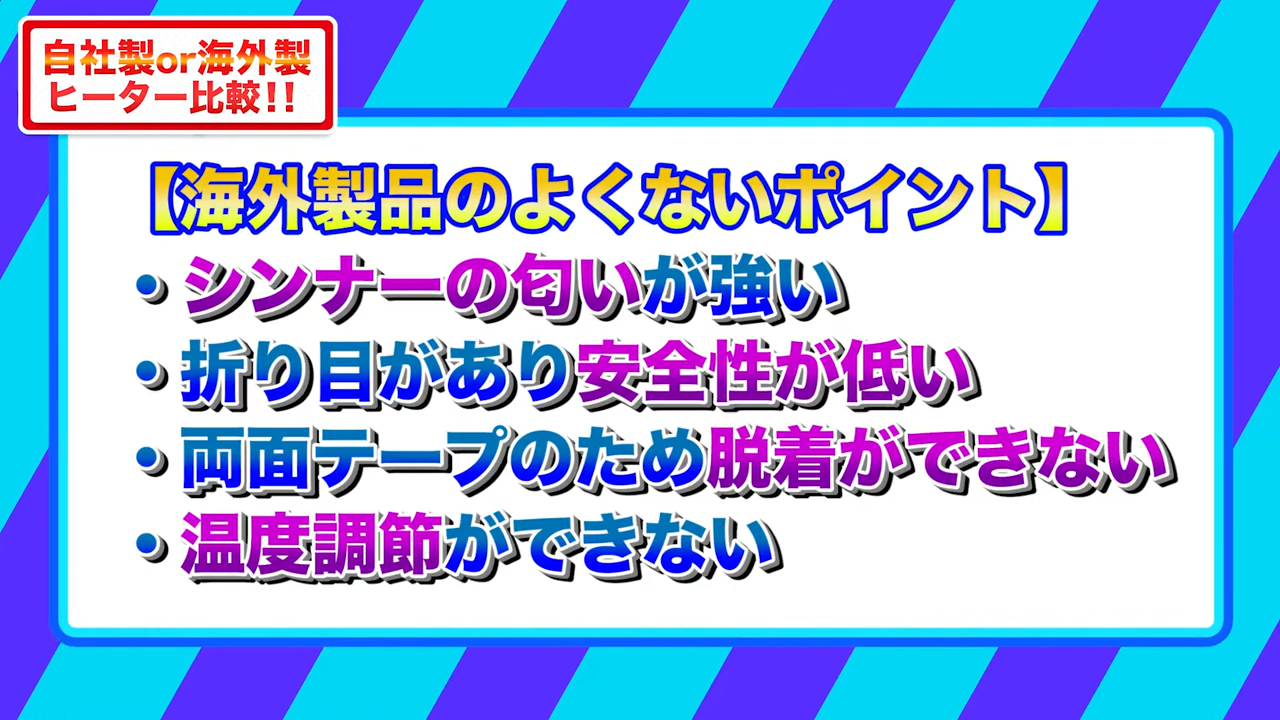 自社製or海外製
ヒーター比較!!
【海外製品のよくないポイント】
・シンナーの匂いが強い
・折り目があり安全性が低い
・両面テープのため脱着ができない
・温度調節ができない